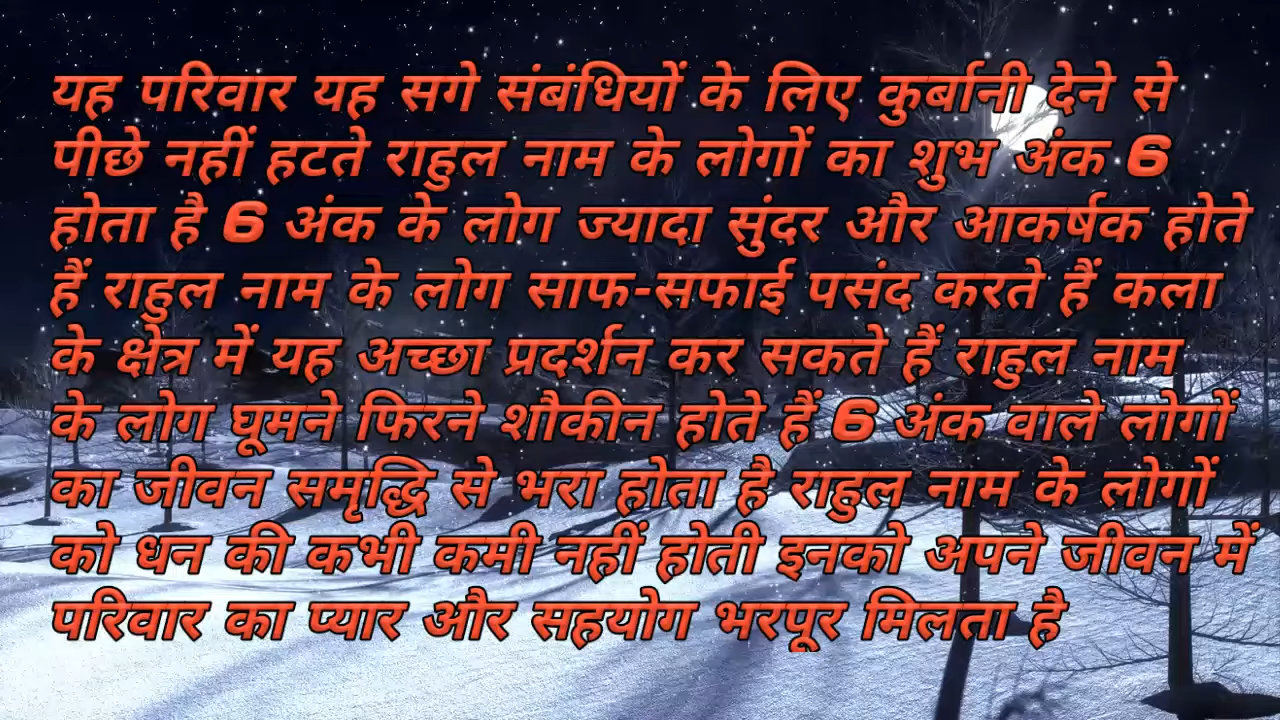 यह परिवार यह सगे संबंधियों के लिए कुर्बानी देने से
पीछे नहीं हटते राहुल नाम के लोगों का शुभ अंक 6
होता है 6 अंक के लोग ज्यादा सुंदर और आकर्षक होते
हैं राहुल नाम के लोग साफ-सफाई पसंद करते हैं कला
के क्षेत्र में यह अच्छा प्रदर्शन कर सकते हैं राहुल नाम
के लोग घूमने फिरने शौकीन होते हैं 6 अंक वाले लोगों
का जीवन समृद्धि से भरा होता है राहुल नाम के लोगों
को धन की कभी कमी नहीं होती इनको अपने जीवन में
परिवार का प्यार और सहयोग भरपूर मिलता है